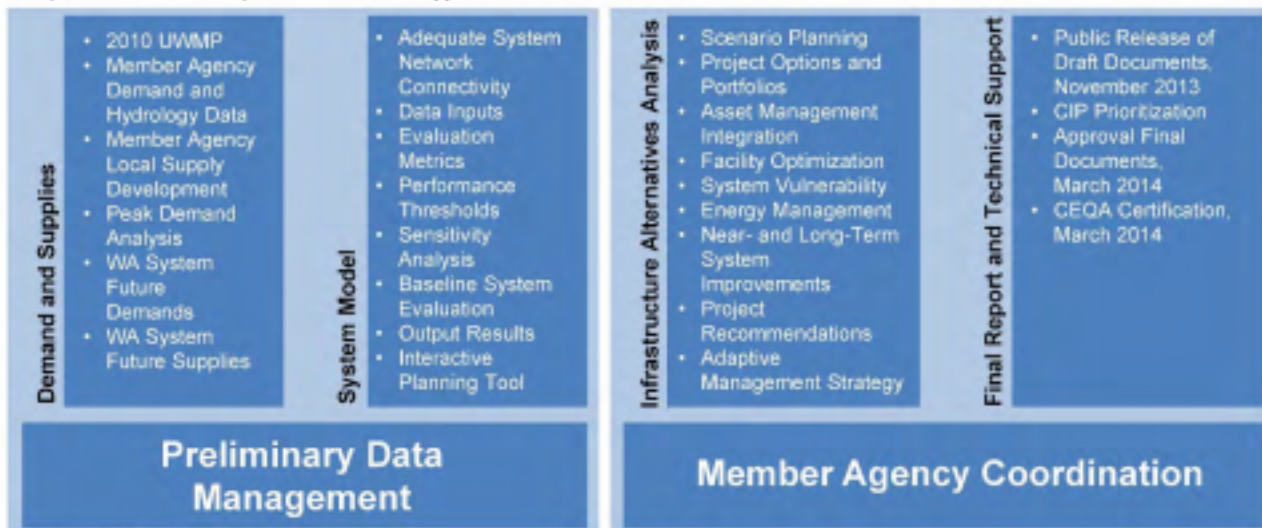 Demand and Supplies
• 2010 UWMP
• Member Agency
Demand and
Hydrology Data
• Member Agency
Local Supply
Development
• Peak Demand
Analysis
• WA System
Future
Demands
• WA System
Future Supplies
System Model
• Adequate System
Network
Connectivity
• Data Inputs
• Evaluation
Metrics
• Performance
Thresholds
• Sensitivity
Analysis
• Baseline System
Evaluation
• Output Results
• Interactive
Planning Tool
Preliminary Data
Management
Infrastructure Alternatives Analysis
• Scenario Planning
• Project Options and
Portfolios
• Asset Management
Integration
• Facility Optimization
• System Vulnerability
• Energy Management
• Near- and Long-Term
System
Improvements
• Project
Recommendations
• Adaptive
Management Strategy
Final Report and Technical Support
• Public Release of
Draft Documents,
November 2013
• CIP Prioritization
• Approval Final
Documents,
March 2014
• CEQA Certification,
March 2014
Member Agency Coordination